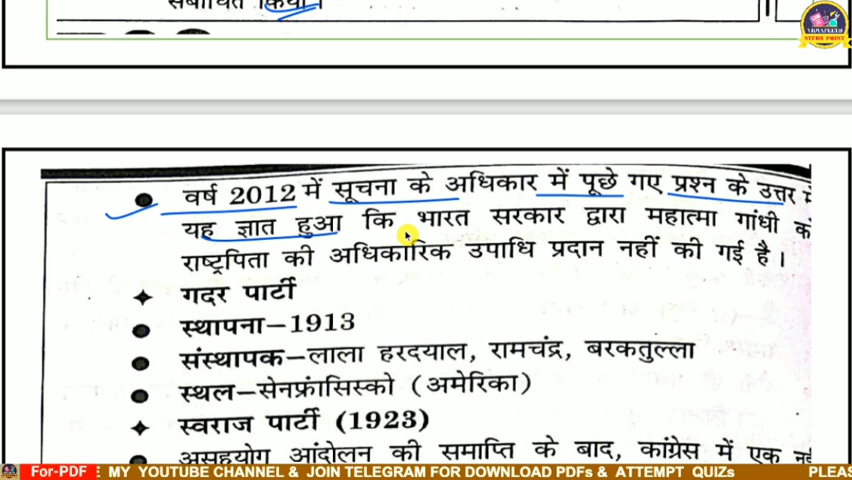 किया।
वर्ष 2012 में सूचना के अधिकार में पूछे गए प्रश्न के उत्तर में
यह ज्ञात हुआ कि भारत सरकार द्वारा महात्मा गांधी को
राष्ट्रपिता की अधिकारिक उपाधि प्रदान नहीं की गई है।
गदर पार्टी
स्थापना–1913
संस्थापक–लाला हरदयाल, रामचंद्र, बरकतुल्ला
स्थल–सेनफ्रांसिस्को (अमेरिका)
स्वराज पार्टी (1923)
असहयोग आंदोलन की समाप्ति के बाद, कांग्रेस में एक
STUDY POINT
For-PDF E MY YOUTUBE CHANNEL & JOIN TELEGRAM FOR DOWNLOAD PDFs & ATTEMPT QUIZs PLEAS